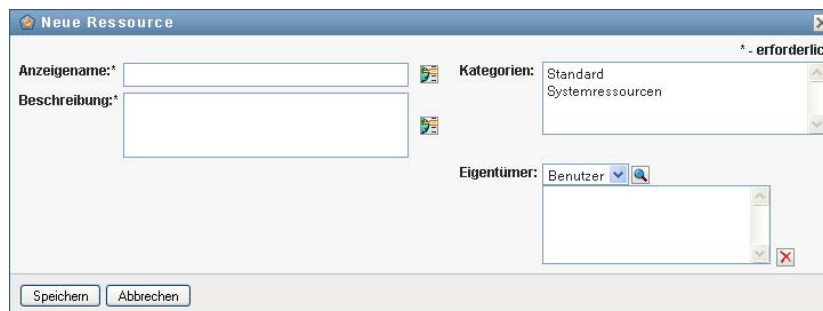 Neue Ressource
* - erforderlic
Anzeigename:*
Beschreibung:*
Kategorien:
Standard
Systemressourcen
Eigentümer:
Benutzer
Speichern
Abbrechen